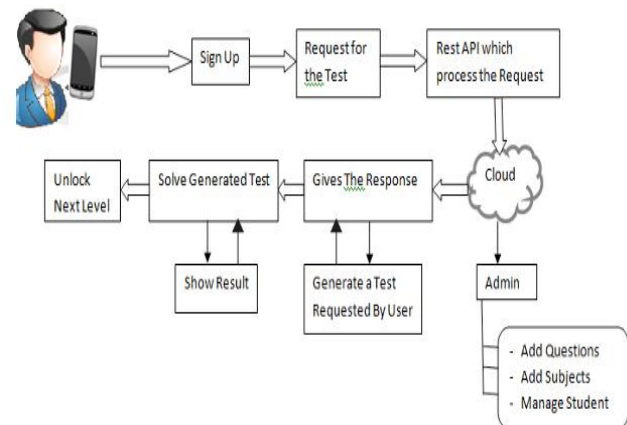 Sign Up
Request for
the Test
Rest API which
process the Request
Cloud
Gives The Response
Solve Generated Test
Unlock
Next Level
Show Result
Generate a Test
Requested By User
Admin
- Add Questions
- Add Subjects
- Manage Student